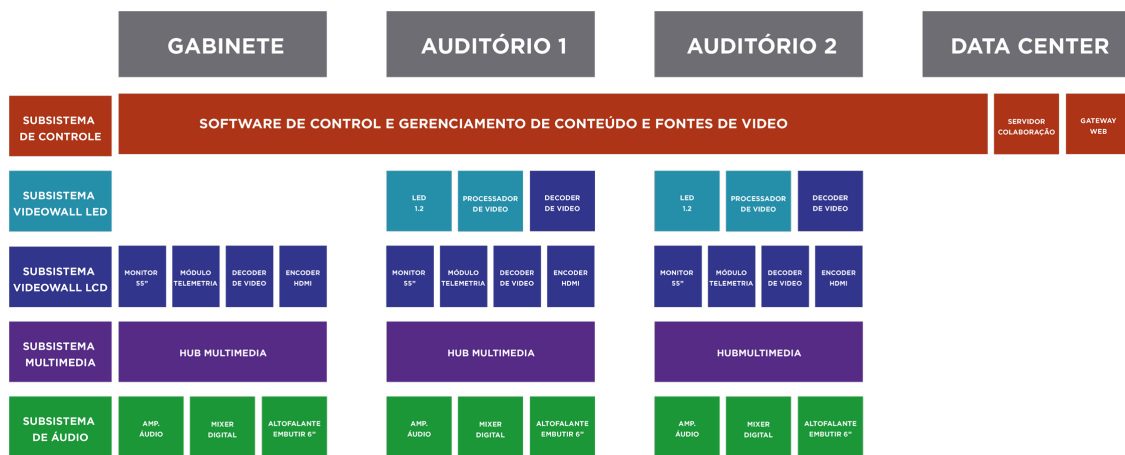 GABINETE
AUDITÓRIO 1
AUDITÓRIO 2
DATA CENTER
SUBSISTEMA
DE CONTROLE
SOFTWARE DE CONTROL E GERENCIAMENTO DE CONTEÚDO E FONTES DE VIDEO
SERVIDOR
COLABORAÇÃO
GATEWAY
WEB
SUBSISTEMA
VIDEOWALL LED
LED
1.2
PROCESSADOR
DE VIDEO
DECODER
DE VIDEO
LED
1.2
PROCESSADOR
DE VIDEO
DECODER
DE VIDEO
SUBSISTEMA
VIDEOWALL LCD
MONITOR
55"
MÓDULO
TELEMETRIA
DECODER
DE VIDEO
ENCODER
HDMI
MONITOR
55"
MÓDULO
TELEMETRIA
DECODER
DE VIDEO
ENCODER
HDMI
MONITOR
55"
MÓDULO
TELEMETRIA
DECODER
DE VIDEO
ENCODER
HDMI
SUBSISTEMA
MULTIMEDIA
HUB MULTIMEDIA
HUB MULTIMEDIA
HUBMULTIMEDIA
SUBSISTEMA
DE ÁUDIO
AMP.
ÁUDIO
MIXER
DIGITAL
ALTOFALANTE
EMBUTIR 6"
AMP.
ÁUDIO
MIXER
DIGITAL
ALTOFALANTE
EMBUTIR 6"
AMP.
ÁUDIO
MIXER
DIGITAL
ALTOFALANTE
EMBUTIR 6"